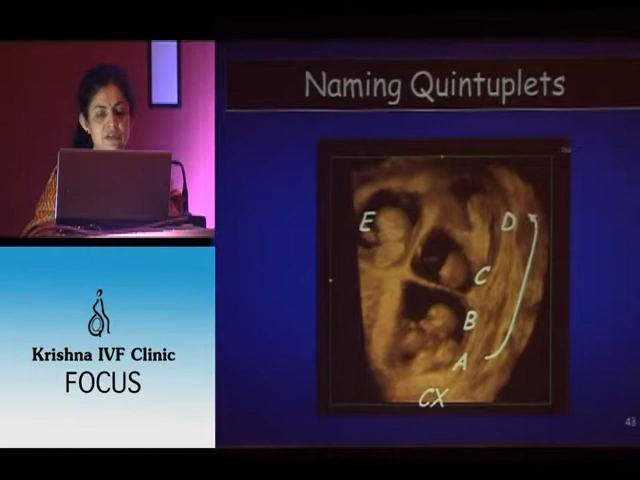 Naming Quintuplets
E
D
C
B
A
CX
Krishna IVF Clinic
FOCUS
43